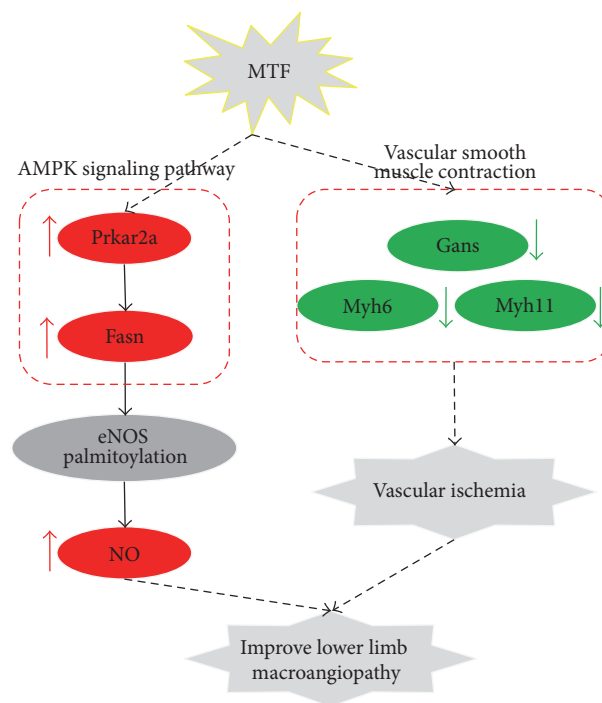 MTF
AMPK signaling pathway
Vascular smooth
muscle contraction
Prkar2a
Gans
Myh6
Myh11
Fasn
eNOS
palmitoylation
Vascular ischemia
NO
Improve lower limb
macroangiopathy